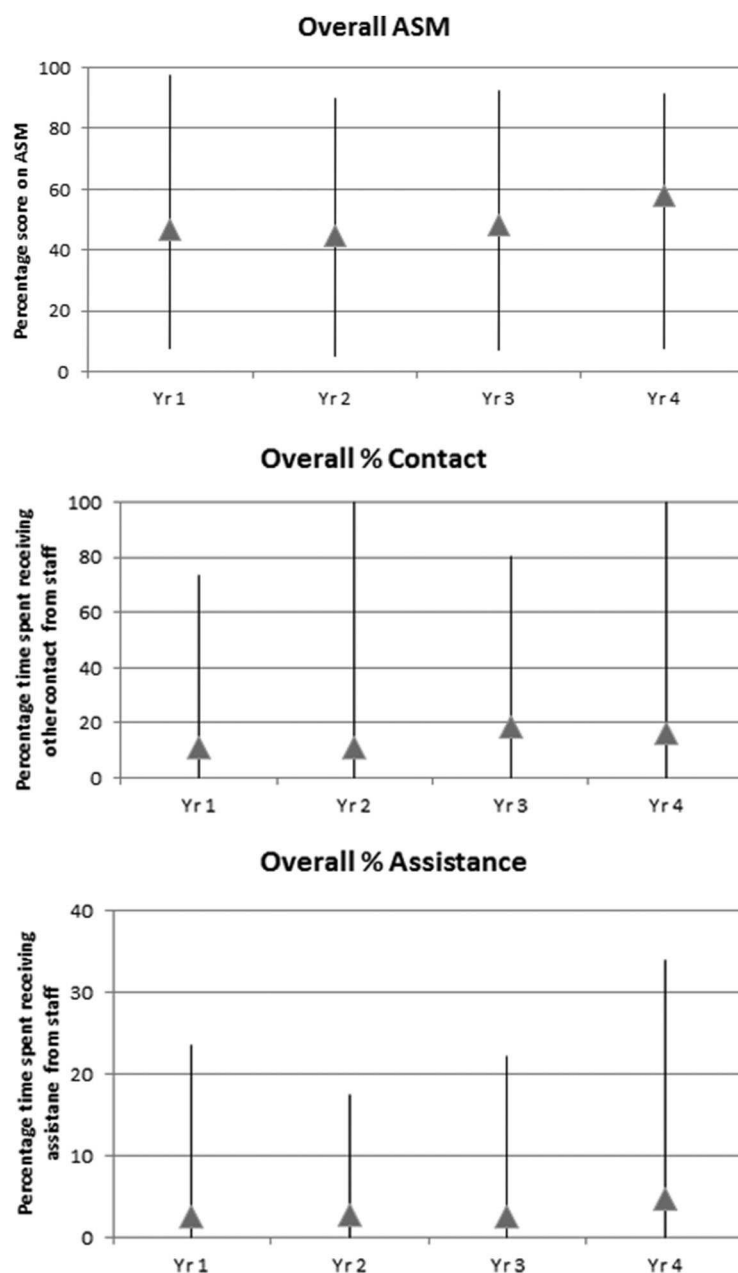 Overall ASM
Percentage score on ASM
100
80
60
40
20
0
Yr 1
Yr 2
Yr 3
Yr 4
Overall % Contact
Percentage time spent receiving
other contact from staff
100
80
60
40
20
0
Yr 1
Yr 2
Yr 3
Yr 4
Overall % Assistance
Percentage time spent receiving
assistane from staff
40
30
20
10
0
Yr 1
Yr 2
Yr 3
Yr 4